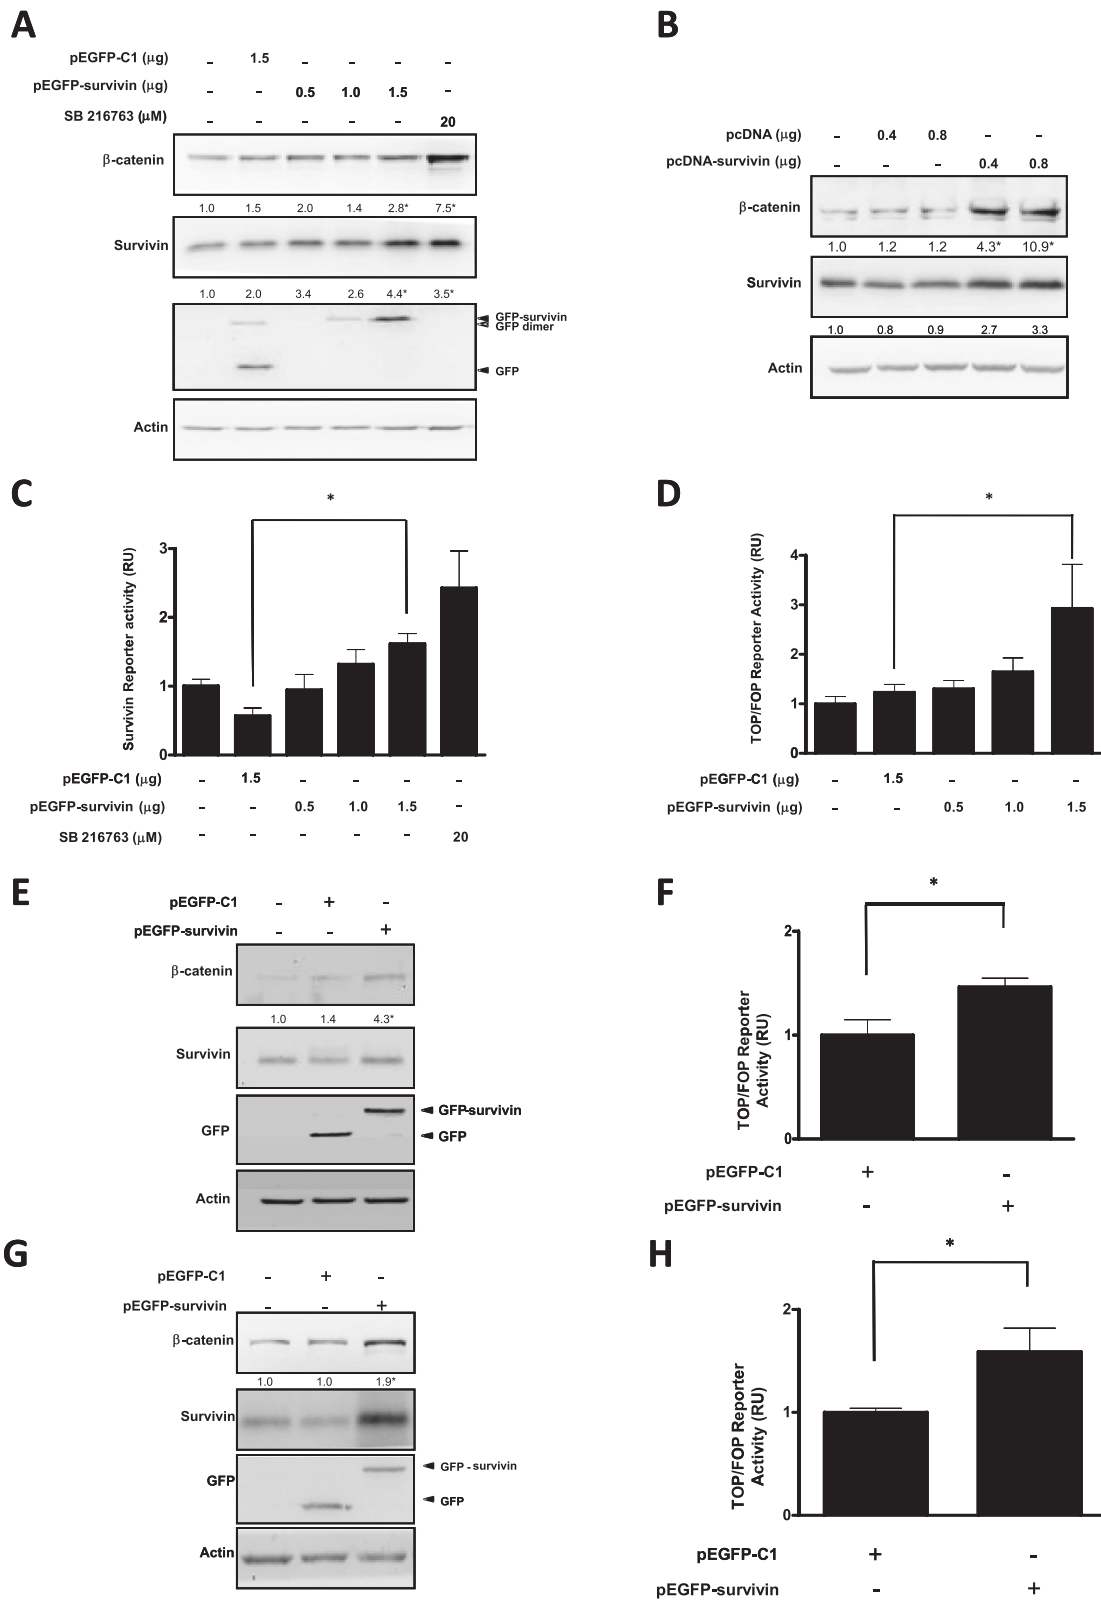 A
pEGFP-C1 (μg) - 1.5 - - - -
pEGFP-survivin (μg) - - 0.5 1.0 1.5 -
SB 216763 (μM) - - - - - 20
β-catenin
1.0 1.5 2.0 1.4 2.8* 7.5*
Survivin
1.0 2.0 3.4 2.6 4.4* 3.5*
GFP-survivin
GFP dimer
GFP
Actin
B
pcDNA (μg) - 0.4 0.8 - -
pcDNA-survivin (μg) - - - 0.4 0.8
β-catenin
1.0 1.2 1.2 4.3* 10.9*
Survivin
1.0 0.8 0.9 2.7 3.3
Actin
C
*
Survivin Reporter activity (RU)
3
2
1
0
pEGFP-C1 (μg) - 1.5 - - - -
pEGFP-survivin (μg) - - 0.5 1.0 1.5 -
SB 216763 (μM) - - - - - 20
D
*
TOP/FOP Reporter Activity (RU)
4
3
2
1
0
pEGFP-C1 (μg) - 1.5 - - -
pEGFP-survivin (μg) - - 0.5 1.0 1.5
E
pEGFP-C1 - + -
pEGFP-survivin - - +
β-catenin
1.0 1.4 4.3*
Survivin
GFP
GFP-survivin
GFP
Actin
F
*
TOP/FOP Reporter
Activity (RU)
2
1
0
pEGFP-C1 + -
pEGFP-survivin - +
G
pEGFP-C1 - + -
pEGFP-survivin - - +
β-catenin
1.0 1.0 1.9*
Survivin
GFP
GFP - survivin
GFP
Actin
H
*
TOP/FOP Reporter
Activity (RU)
2
1
0
pEGFP-C1 + -
pEGFP-survivin - +